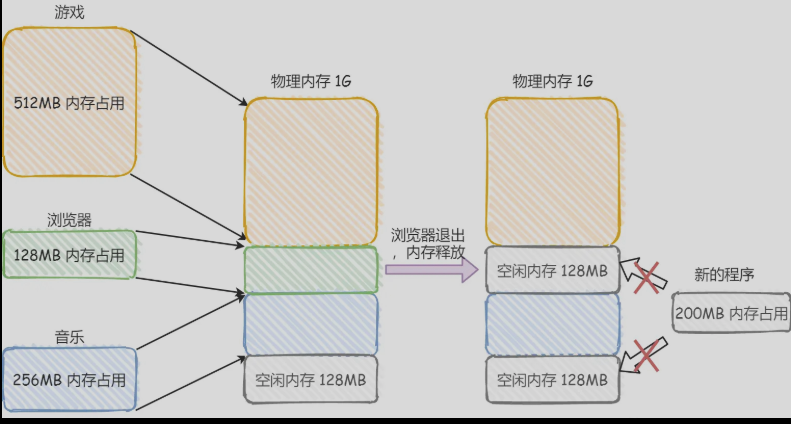 游戏
512MB 内存占用
浏览器
128MB 内存占用
音乐
256MB 内存占用
物理内存 1G
空闲内存 128MB
浏览器退出
，内存释放
物理内存 1G
空闲内存 128MB
空闲内存 128MB
新的程序
200MB 内存占用